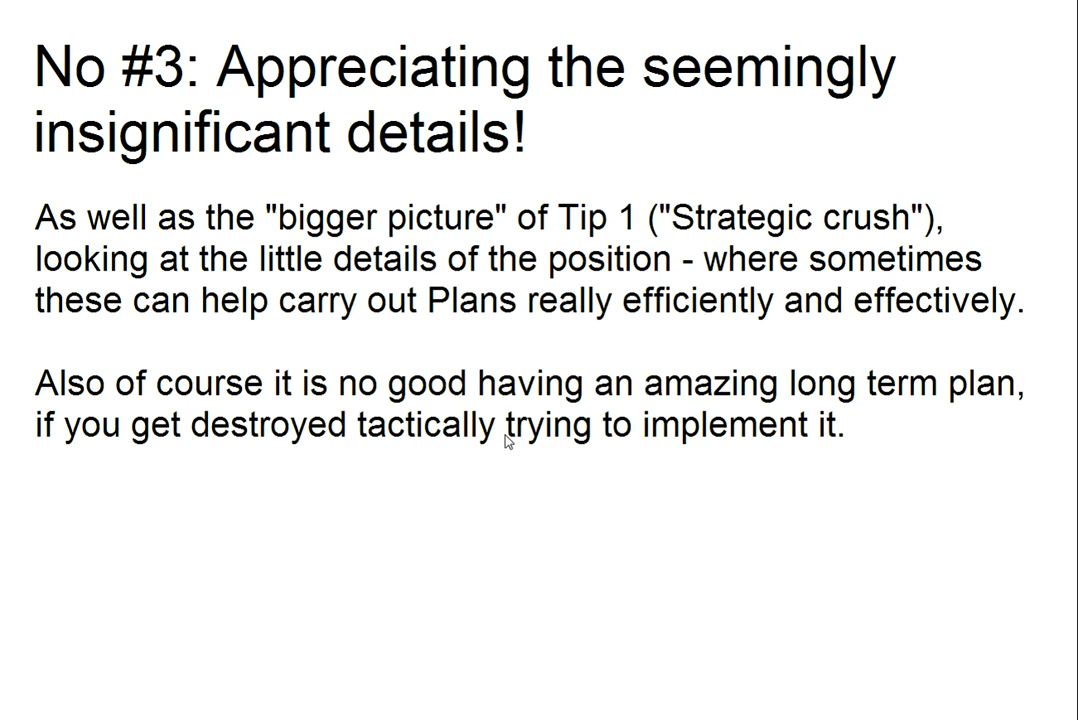 No #3: Appreciating the seemingly
insignificant details!
As well as the "bigger picture" of Tip 1 ("Strategic crush"),
looking at the little details of the position - where sometimes
these can help carry out Plans really efficiently and effectively.
Also of course it is no good having an amazing long term plan,
if you get destroyed tactically trying to implement it.